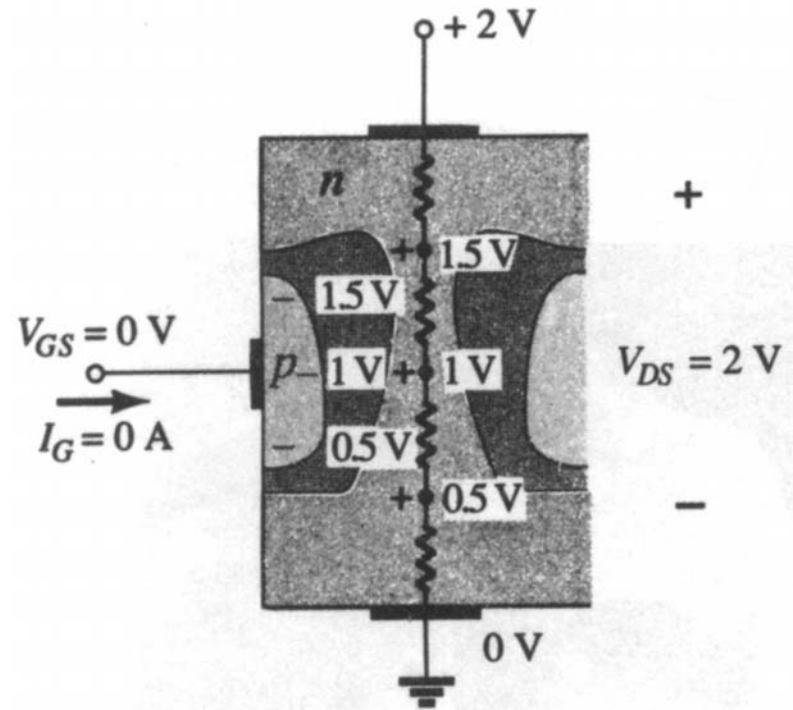 + 2 V
n
+
+
1.5 V
– 1.5 V
V_GS = 0 V
p – 1 V + 1 V
V_DS = 2 V
I_G = 0 A
– 0.5 V
+ 0.5 V
–
0 V